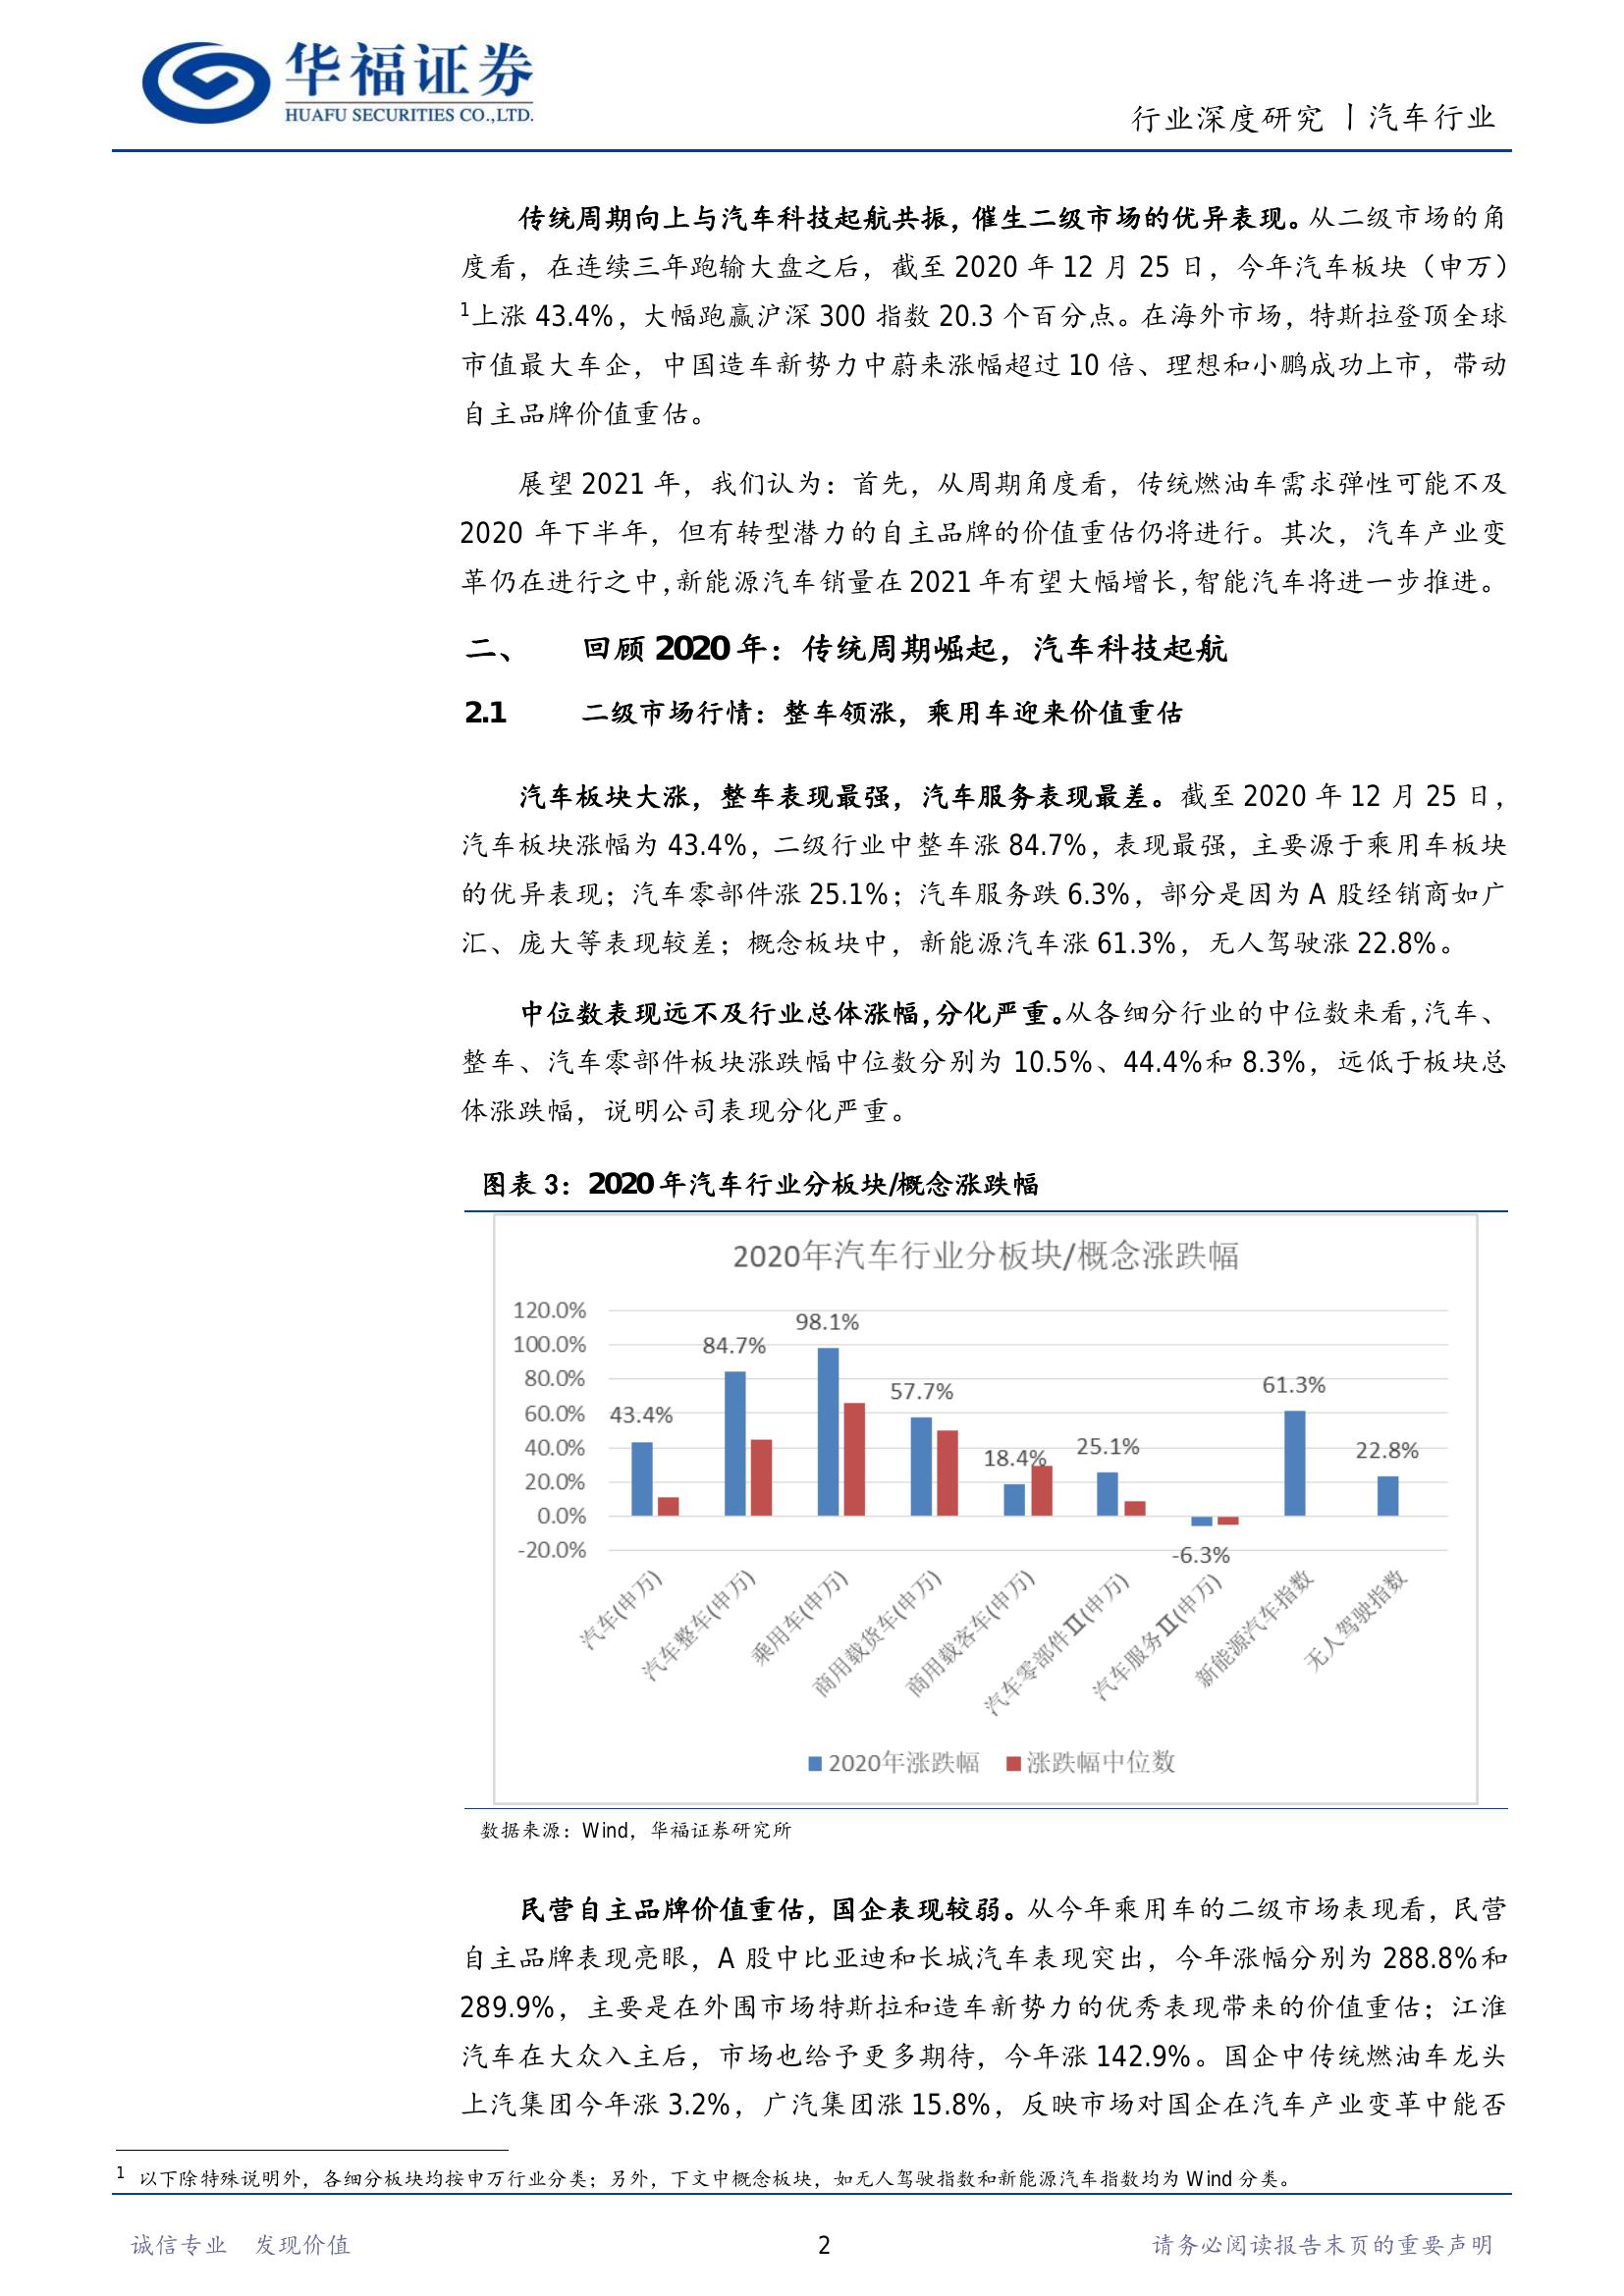 华福证券
HUAFU SECURITIES CO.,LTD.
行业深度研究丨汽车行业
传统周期向上与汽车科技起航共振，催生二级市场的优异表现。从二级市场的角
度看，在连续三年跑输大盘之后，截至 2020 年 12 月 25 日，今年汽车板块（申万）
1上涨 43.4%，大幅跑赢沪深 300 指数 20.3 个百分点。在海外市场，特斯拉登顶全球
市值最大车企，中国造车新势力中蔚来涨幅超过 10 倍、理想和小鹏成功上市，带动
自主品牌价值重估。
展望 2021 年，我们认为：首先，从周期角度看，传统燃油车需求弹性可能不及
2020 年下半年，但有转型潜力的自主品牌的价值重估仍将进行。其次，汽车产业变
革仍在进行之中，新能源汽车销量在 2021 年有望大幅增长，智能汽车将进一步推进。
二、 回顾 2020 年：传统周期崛起，汽车科技起航
2.1 二级市场行情：整车领涨，乘用车迎来价值重估
汽车板块大涨，整车表现最强，汽车服务表现最差。截至 2020 年 12 月 25 日，
汽车板块涨幅为 43.4%，二级行业中整车涨 84.7%，表现最强，主要源于乘用车板块
的优异表现；汽车零部件涨 25.1%；汽车服务跌 6.3%，部分是因为 A 股经销商如广
汇、庞大等表现较差；概念板块中，新能源汽车涨 61.3%，无人驾驶涨 22.8%。
中位数表现远不及行业总体涨幅，分化严重。从各细分行业的中位数来看，汽车、
整车、汽车零部件板块涨跌幅中位数分别为 10.5%、44.4%和 8.3%，远低于板块总
体涨跌幅，说明公司表现分化严重。
图表 3：2020 年汽车行业分板块/概念涨跌幅
2020年汽车行业分板块/概念涨跌幅
120.0%
100.0%
80.0%
60.0%
40.0%
20.0%
0.0%
-20.0%
43.4%
84.7%
98.1%
57.7%
18.4%
25.1%
-6.3%
61.3%
22.8%
汽车(申万)
汽车整车(申万)
乘用车(申万)
商用载货车(申万)
商用载客车(申万)
汽车零部件Ⅱ(申万)
汽车服务Ⅱ(申万)
新能源汽车指数
无人驾驶指数
2020年涨跌幅 涨跌幅中位数
数据来源：Wind，华福证券研究所
民营自主品牌价值重估，国企表现较弱。从今年乘用车的二级市场表现看，民营
自主品牌表现亮眼，A 股中比亚迪和长城汽车表现突出，今年涨幅分别为 288.8%和
289.9%，主要是在外围市场特斯拉和造车新势力的优秀表现带来的价值重估；江淮
汽车在大众入主后，市场也给予更多期待，今年涨 142.9%。国企中传统燃油车龙头
上汽集团今年涨 3.2%，广汽集团涨 15.8%，反映市场对国企在汽车产业变革中能否
1 以下除特殊说明外，各细分板块均按申万行业分类；另外，下文中概念板块，如无人驾驶指数和新能源汽车指数均为 Wind 分类。
诚信专业 发现价值
2
请务必阅读报告末页的重要声明